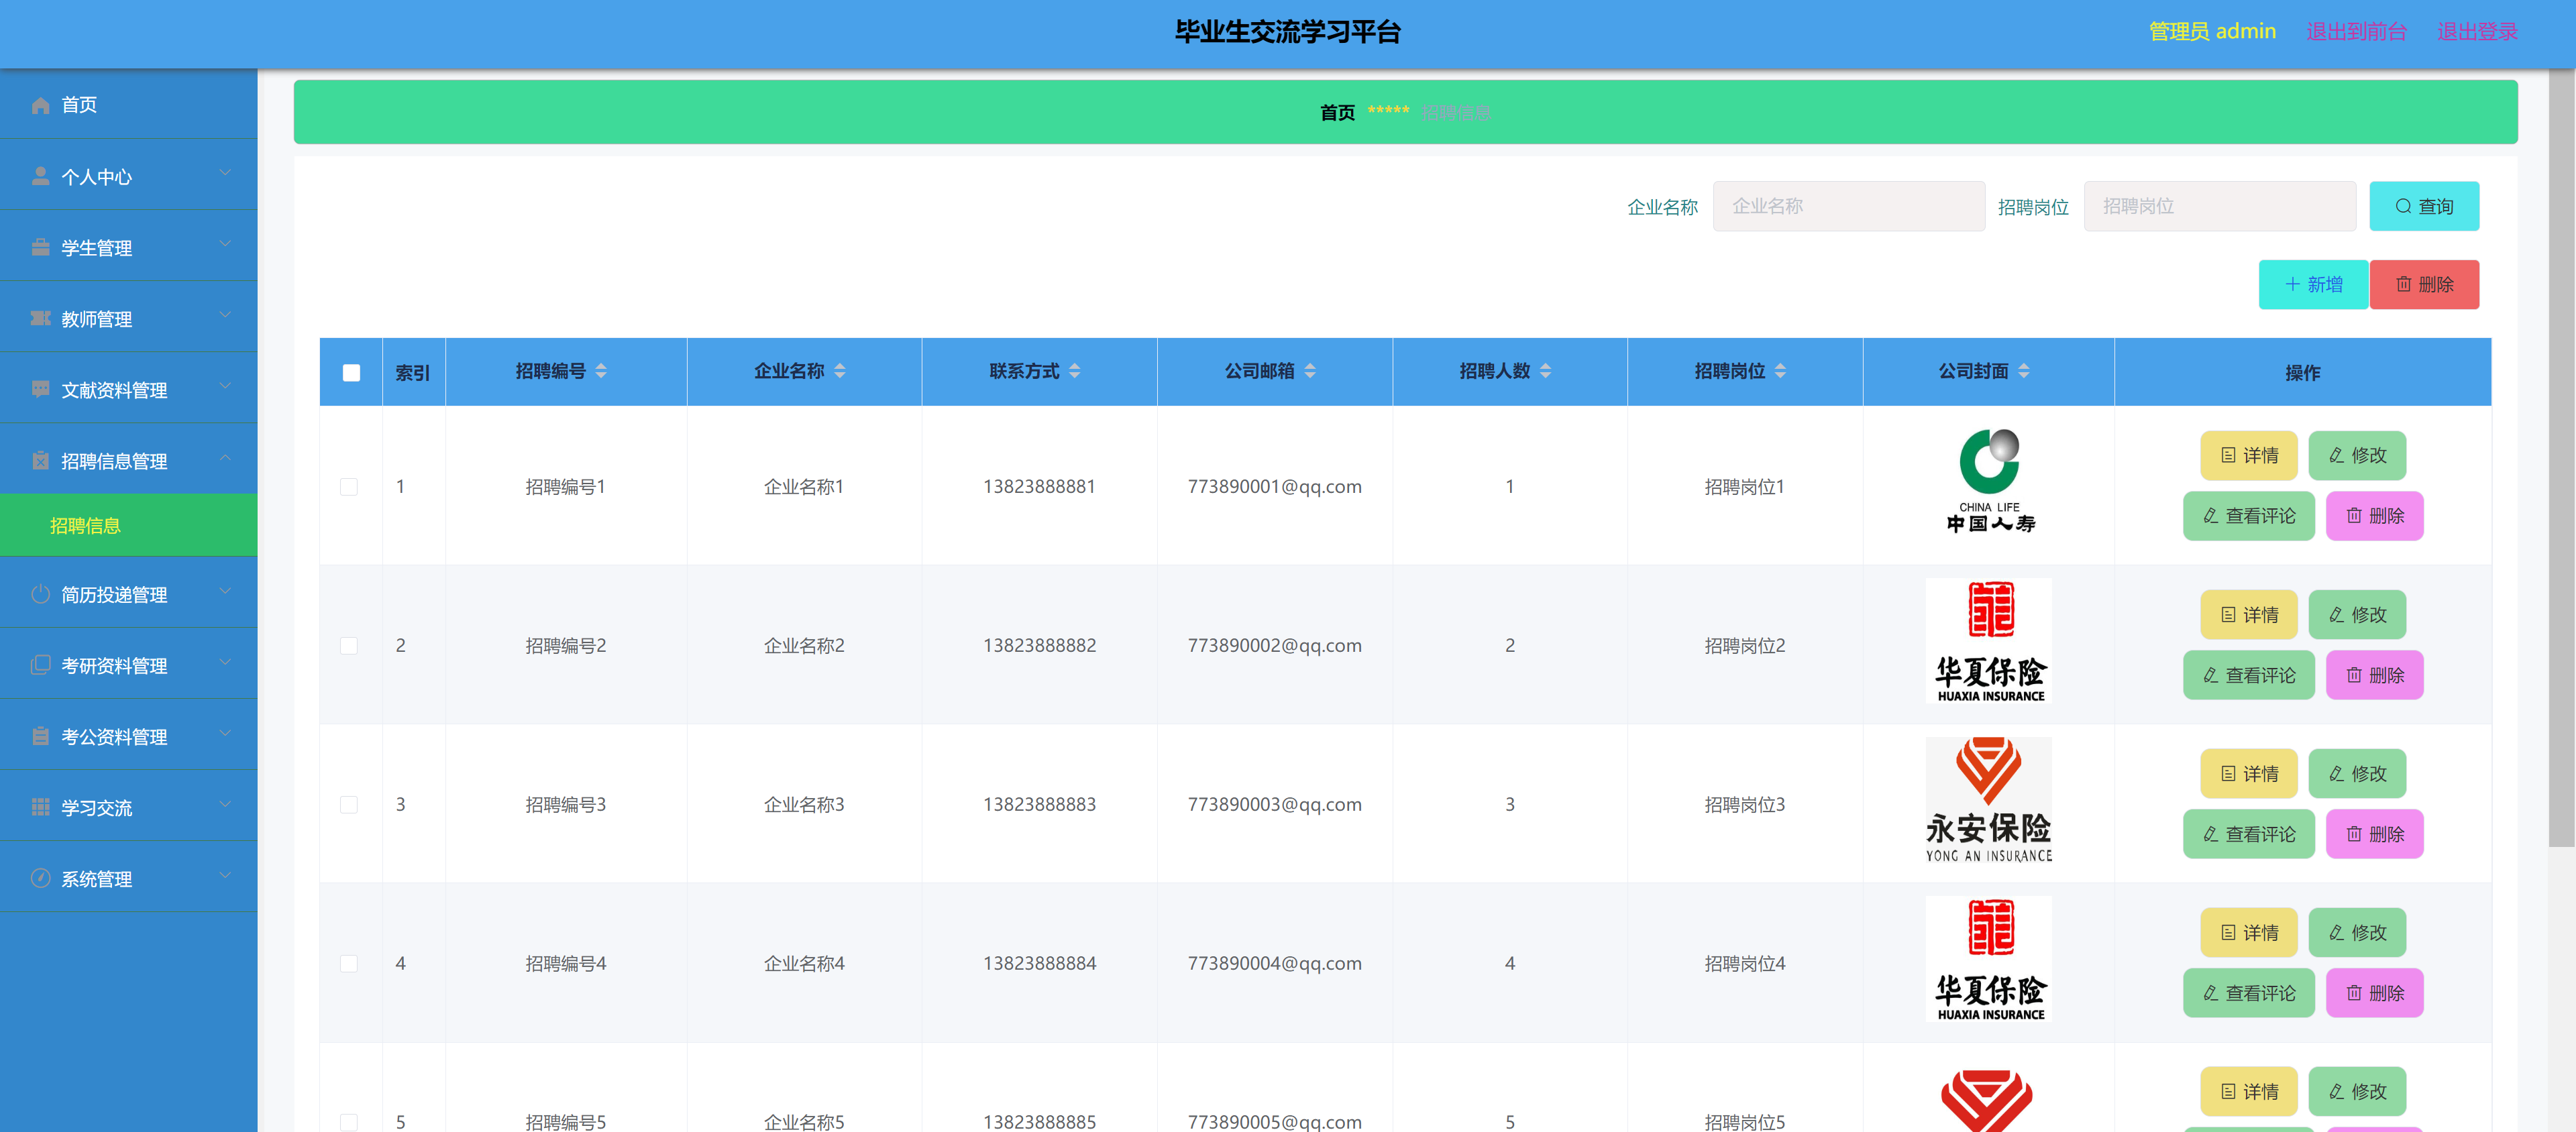 毕业生交流学习平台
管理员 admin 退出到前台 退出登录
首页
个人中心
学生管理
教师管理
文献资料管理
招聘信息管理
招聘信息
简历投递管理
考研资料管理
考公资料管理
学习交流
系统管理
首页 ***** 招聘信息
企业名称 企业名称 招聘岗位 招聘岗位 查询
新增 删除
索引 招聘编号 企业名称 联系方式 公司邮箱 招聘人数 招聘岗位 公司封面 操作
1 招聘编号1 企业名称1 13823888881 773890001@qq.com 1 招聘岗位1
CHINA LIFE
中国人寿
详情 修改
查看评论 删除
2 招聘编号2 企业名称2 13823888882 773890002@qq.com 2 招聘岗位2
华夏保险
HUAXIA INSURANCE
详情 修改
查看评论 删除
3 招聘编号3 企业名称3 13823888883 773890003@qq.com 3 招聘岗位3
永安保险
YONG AN INSURANCE
详情 修改
查看评论 删除
4 招聘编号4 企业名称4 13823888884 773890004@qq.com 4 招聘岗位4
华夏保险
HUAXIA INSURANCE
详情 修改
查看评论 删除
5 招聘编号5 企业名称5 13823888885 773890005@qq.com 5 招聘岗位5
详情 修改